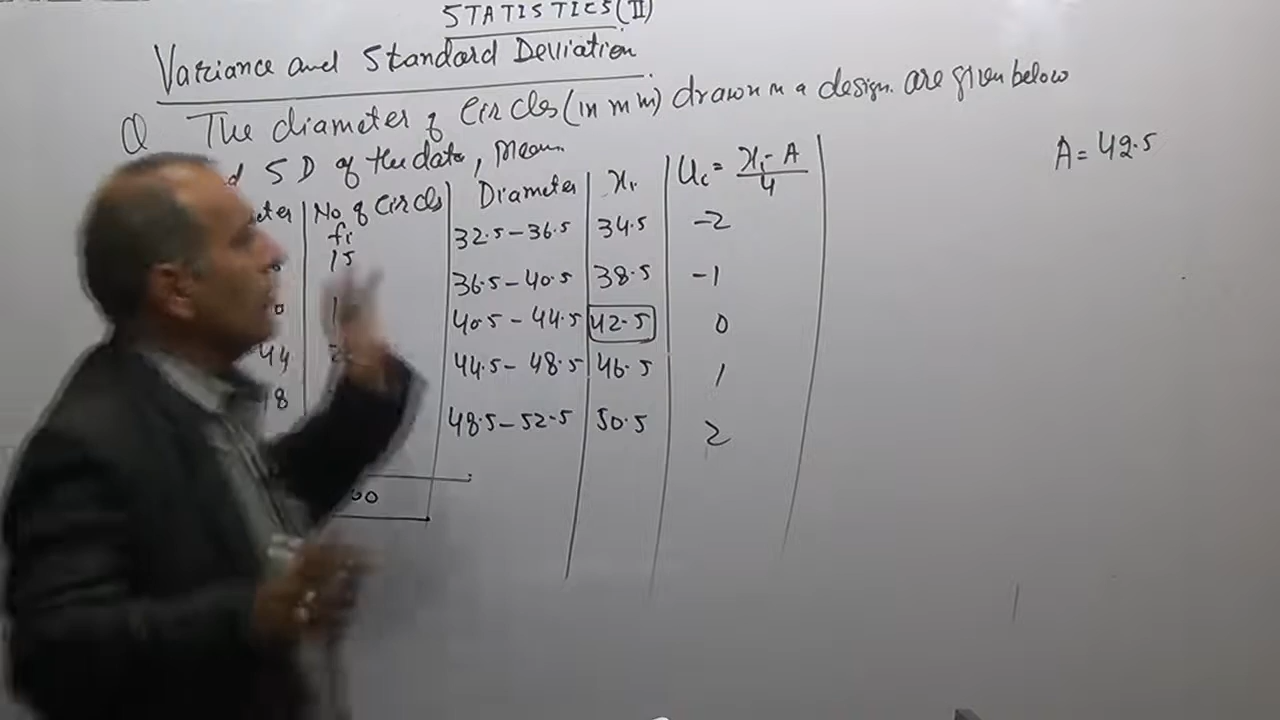 STATISTICS (II)
Variance and Standard Deviation
Q The diameter of circles (in mm) drawn in a design are given below
S D of the data, Mean.
A = 42.5
No of circles Diameter xi Ui = xi - A / 4
fi
15
32.5 - 36.5 34.5 -2
36.5 - 40.5 38.5 -1
40.5 - 44.5 42.5 0
44 44.5 - 48.5 46.5 1
48.5 - 52.5 50.5 2